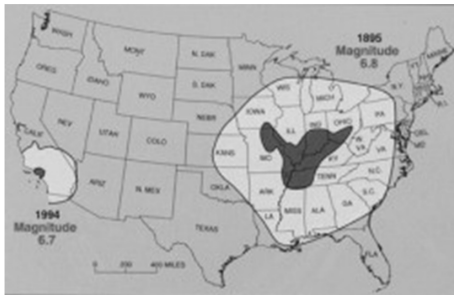 WASH
MONT
N. DAK
MINN
MAINE
1895
Magnitude
6.8
OREG
IDAHO
WYO
S. DAK
WIS
MICH
N.Y.
NEBR
IOWA
PA
NEV
UTAH
COLO
ILL
IND
OHIO
R.I.
DEL
MD
CALIF
KANS
MO
KY
W.
VA
VA
ARIZ
N. MEX
OKLA
ARK
TENN
N.C.
S.C.
MISS
ALA
GA
1994
Magnitude
6.7
TEXAS
LA
FLA
0 200 400 MILES